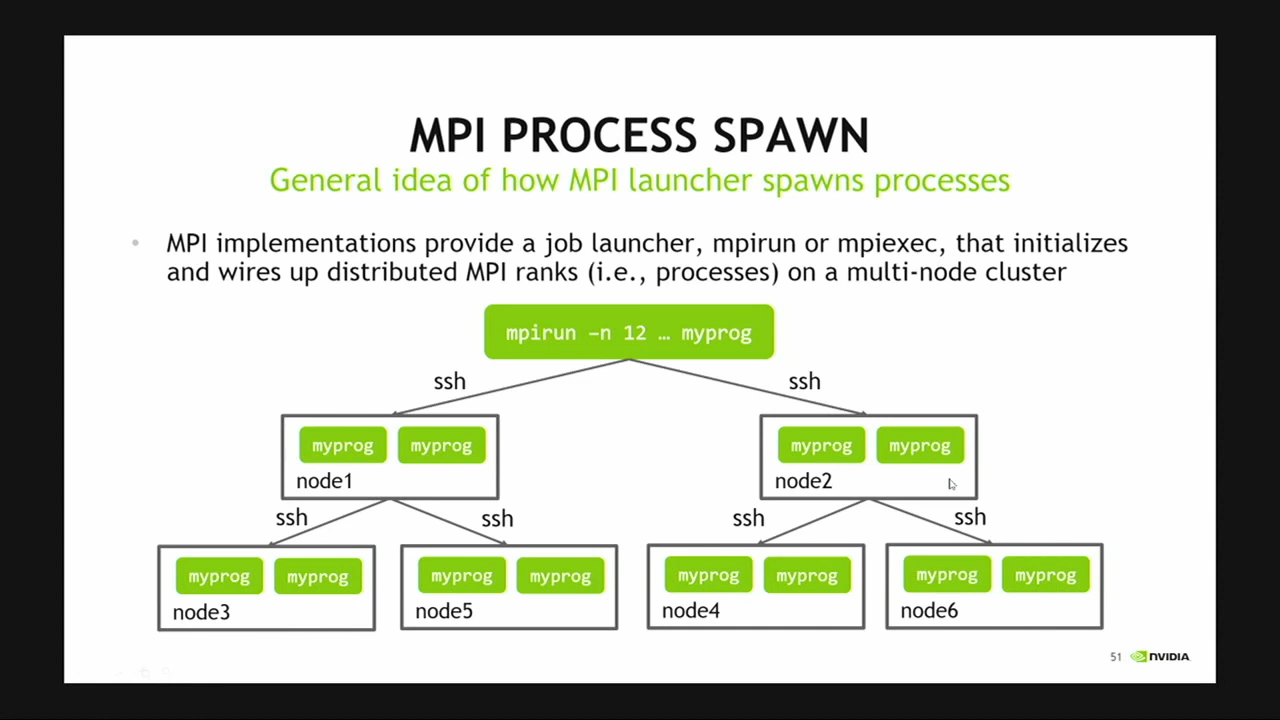 MPI PROCESS SPAWN
General idea of how MPI launcher spawns processes
• MPI implementations provide a job launcher, mpirun or mpiexec, that initializes
and wires up distributed MPI ranks (i.e., processes) on a multi-node cluster
mpirun –n 12 … myprog
ssh ssh
myprog myprog myprog myprog
node1 node2
ssh ssh ssh ssh
myprog myprog myprog myprog myprog myprog myprog myprog
node3 node5 node4 node6
51 NVIDIA